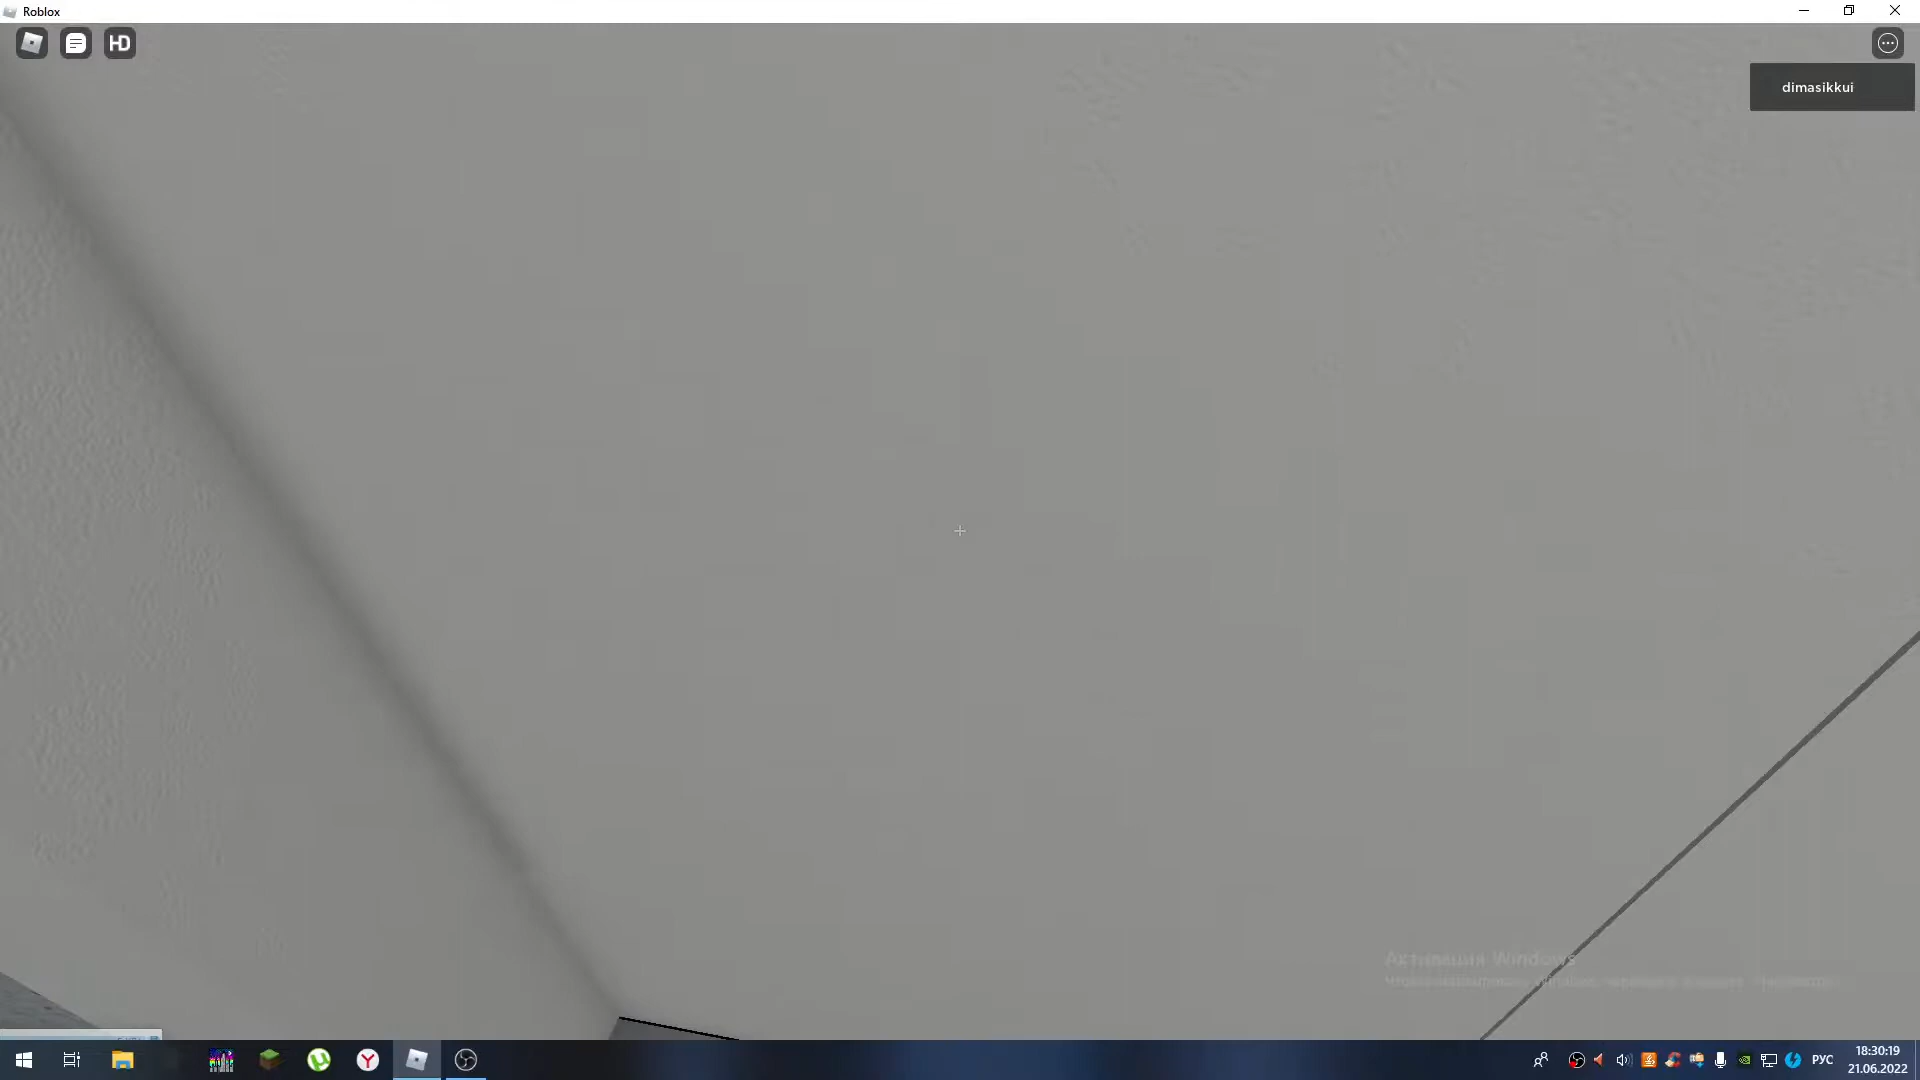 Roblox
HD
dimasikkui
Активация Windows
РУС
18:30:19
21.06.2022